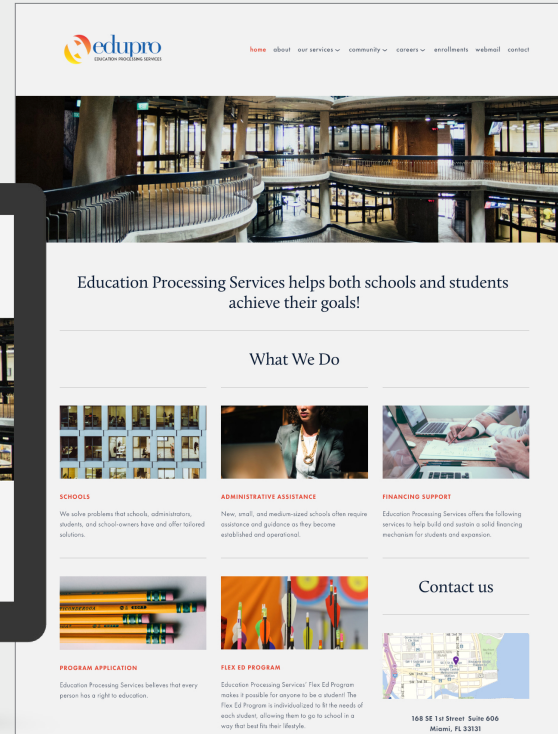 edupro
EDUCATION PROCESSING SERVICES
home about our services community careers enrollments webmail contact
Education Processing Services helps both schools and students
achieve their goals!
What We Do
SCHOOLS
We solve problems that schools, administrators,
students, and school-owners have and offer tailored
solutions.
ADMINISTRATIVE ASSISTANCE
New, small, and medium-sized schools often require
assistance and guidance as they become
established and operational.
FINANCING SUPPORT
Education Processing Services offers the following
services to help build and sustain a solid financing
mechanism for students and expansion.
PROGRAM APPLICATION
Education Processing Services believes that every
person has a right to education.
FLEX ED PROGRAM
Education Processing Services' Flex Ed Program
makes it possible for anyone to be a student! The
Flex Ed Program is individualized to fit the needs of
each student, allowing them to go to school in a
way that best fits their lifestyle.
Contact us
168 SE 1st Street Suite 606
Miami, FL 33131